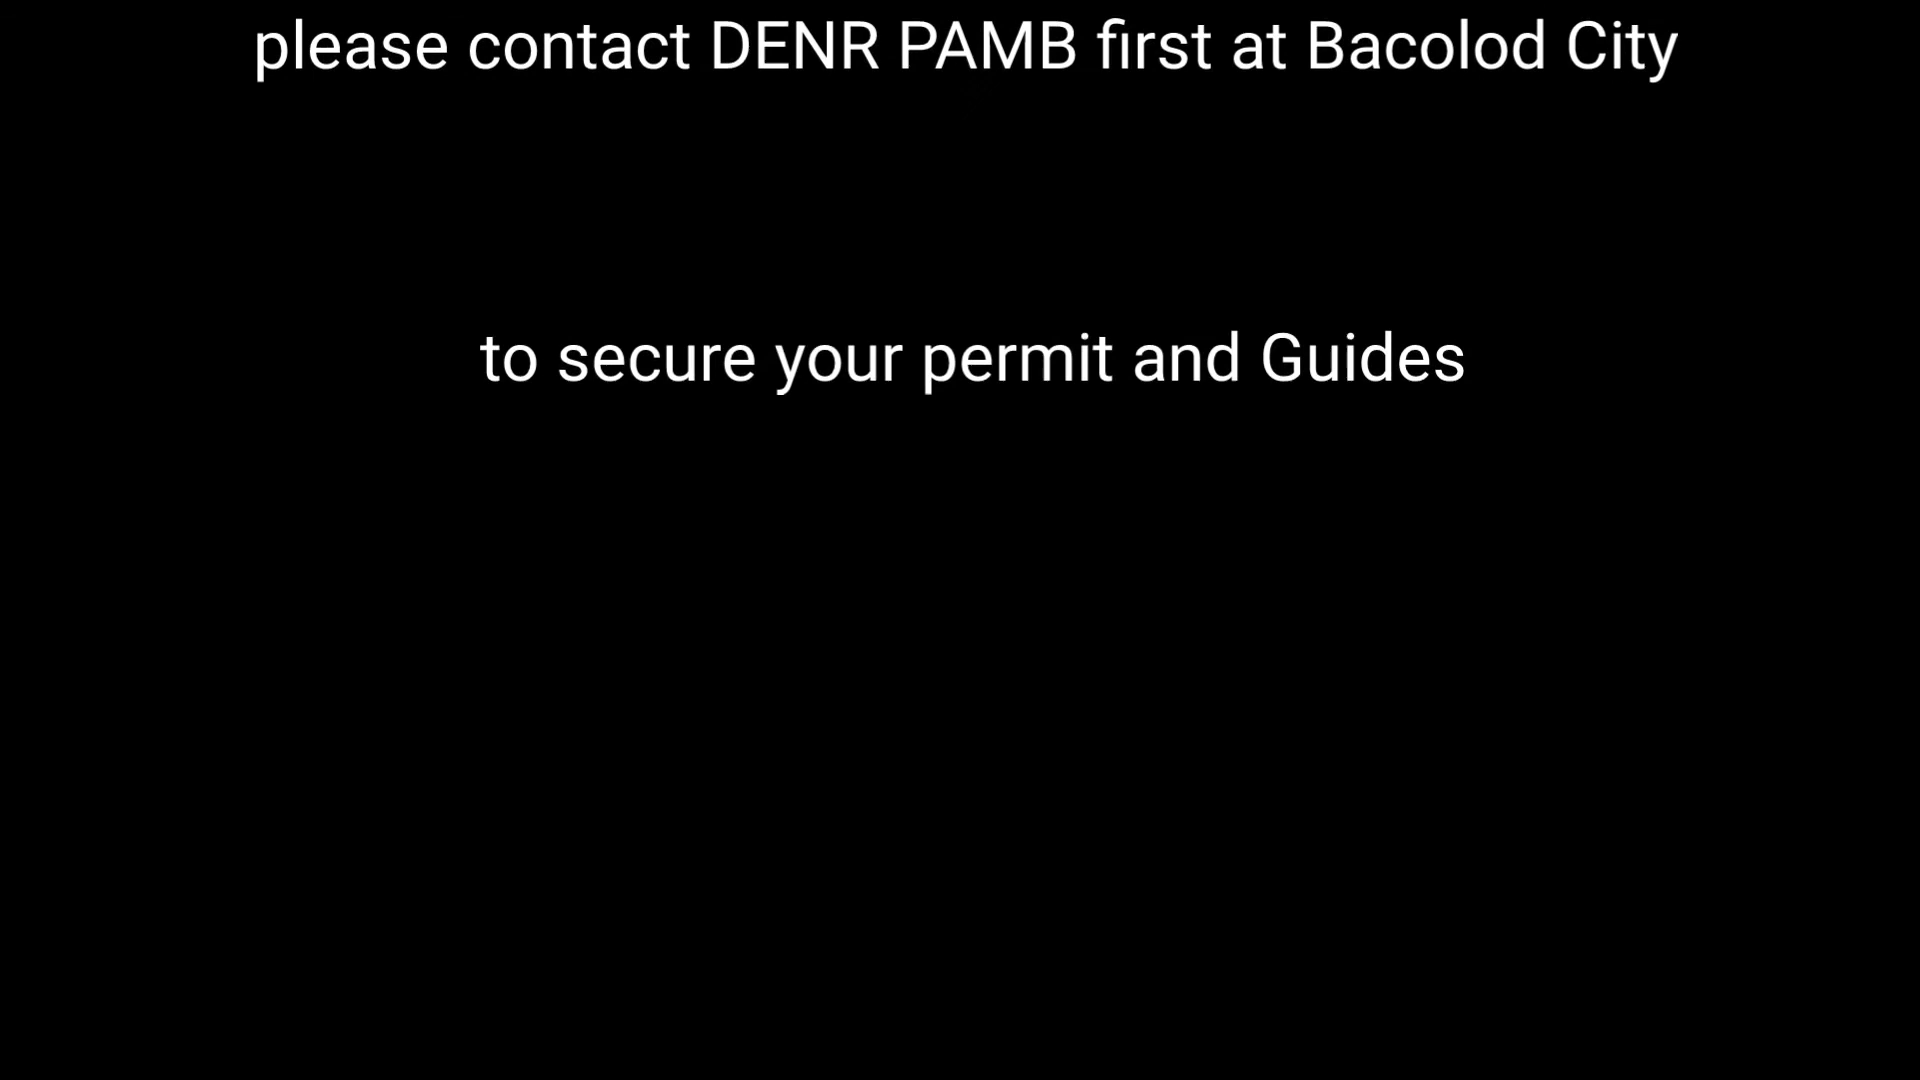 please contact DENR PAMB first at Bacolod City
to secure your permit and Guides